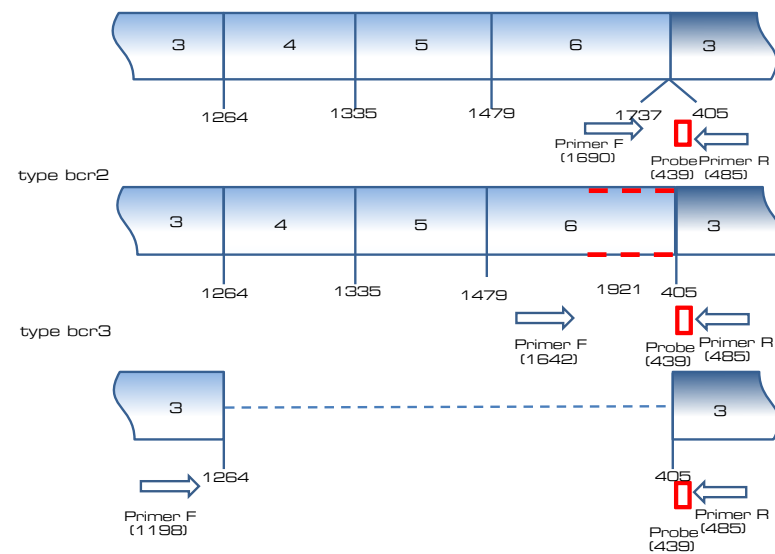 3 4 5 6 3
1264 1335 1479 1737 405
Primer F
(1690)
Probe Primer R
(439) (485)
type bcr2
3 4 5 6 3
1264 1335 1479 1921 405
type bcr3
Primer F
(1642)
Probe Primer R
(439) (485)
3 3
1264 405
Primer F
(1198)
Probe Primer R
(439) (485)